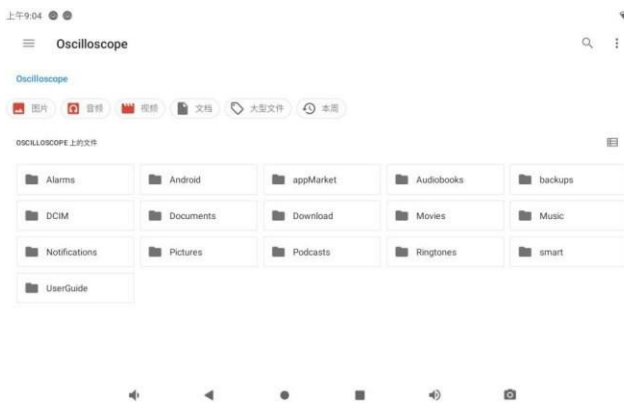 上午9:04
Oscilloscope
Oscilloscope
图片 音频 视频 文档 大型文件 本周
OSCILLOSCOPE 上的文件
Alarms Android appMarket Audiobooks backups
DCIM Documents Download Movies Music
Notifications Pictures Podcasts Ringtones smart
UserGuide